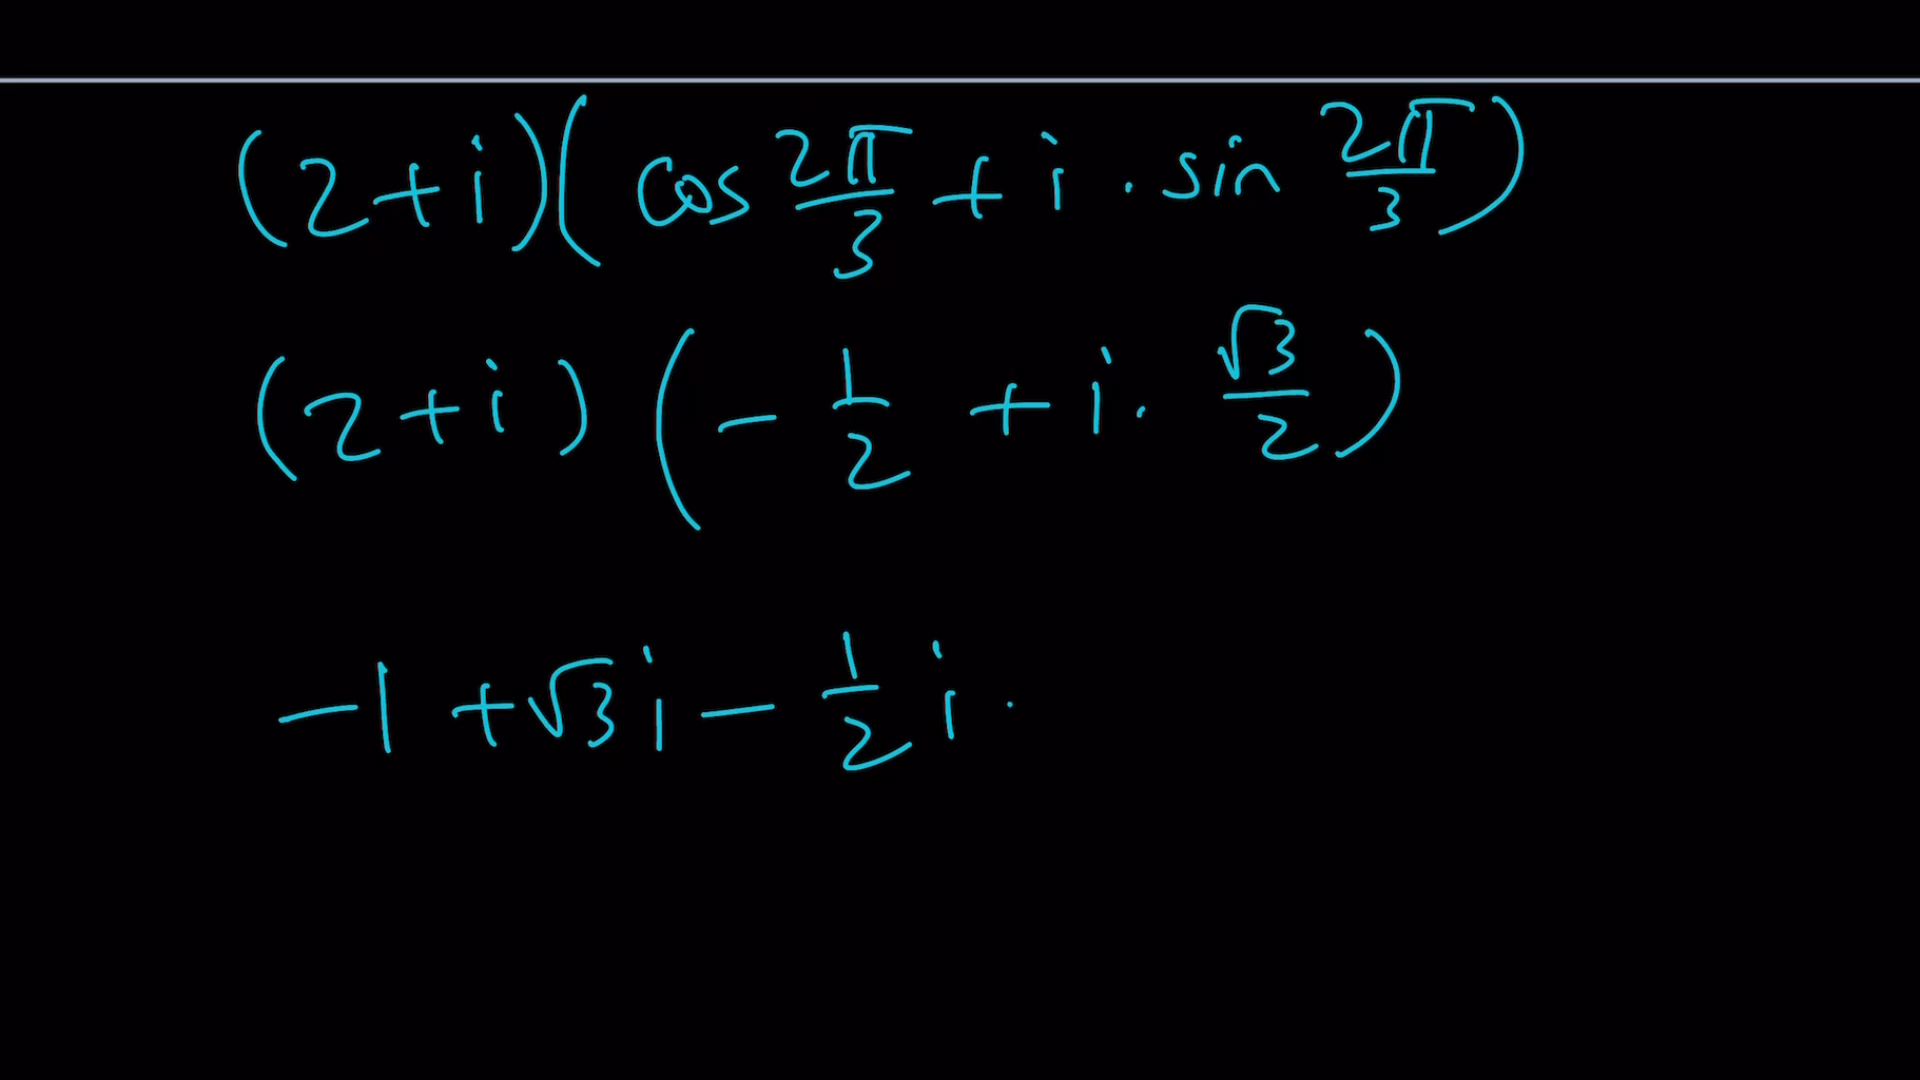 (2+i)(cos 2π/3 + i · sin 2π/3)
(2+i)(- 1/2 + i · √3/2)
-1 + √3 i - 1/2 i ·